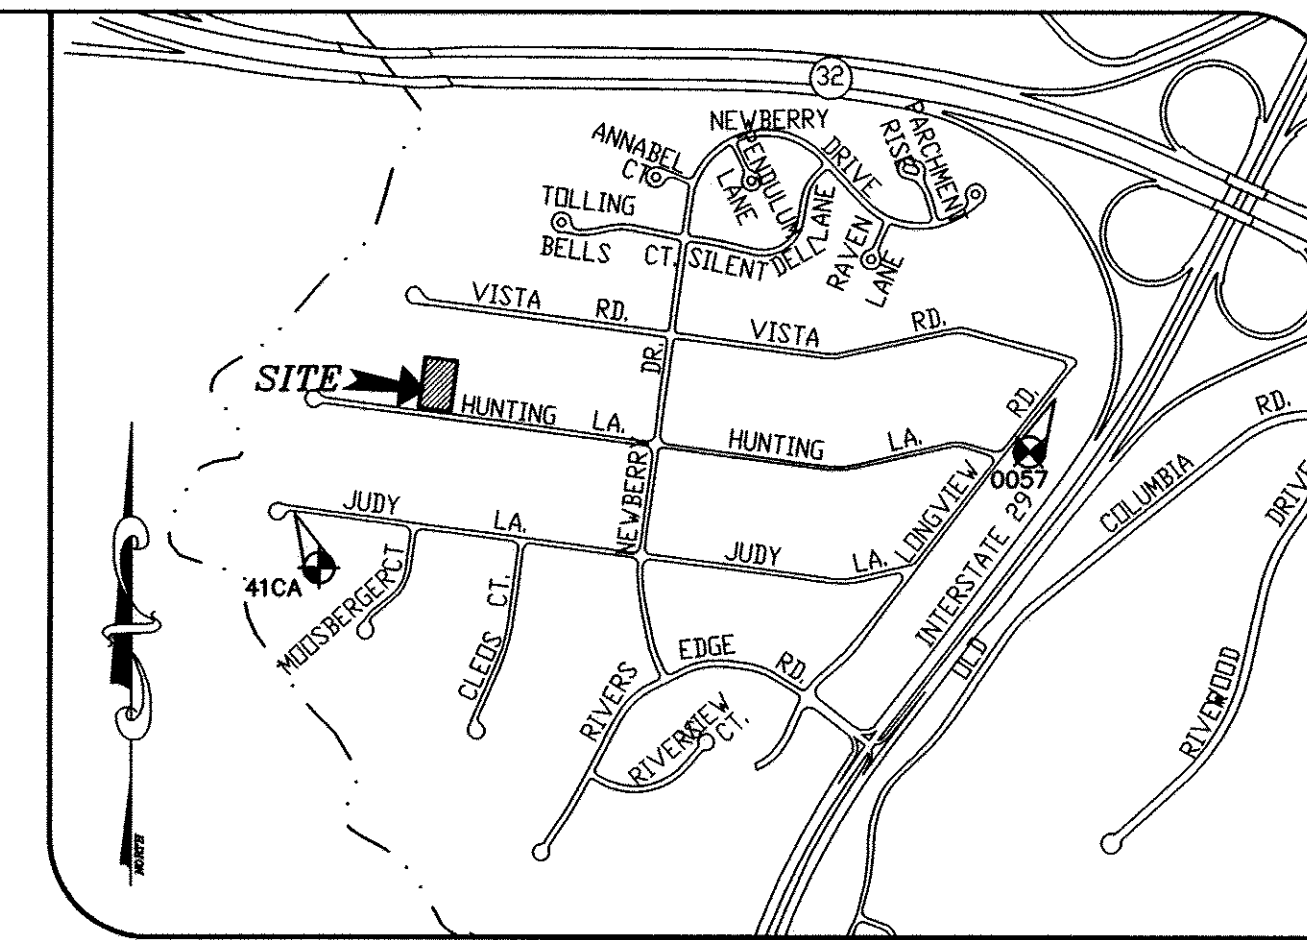 32
NEWBERRY
DRIVE
ANNABEL
CT.
PENDULUM
LANE
PARCHMENT
RISE
TOLLING
BELLS CT.
SILENT DELL LANE
RAVEN
LANE
VISTA RD.
VISTA RD.
SITE
HUNTING LA.
HUNTING LA.
NEWBERRY DR.
LONGVIEW RD.
0057
INTERSTATE 29
OLD COLUMBIA RD.
RIVERWOOD DRIVE
JUDY LA.
JUDY LA.
41CA
MOOSBERGER CT
CLEOS CT.
RIVERS EDGE RD.
RIVERVIEW
CT.
NORTH